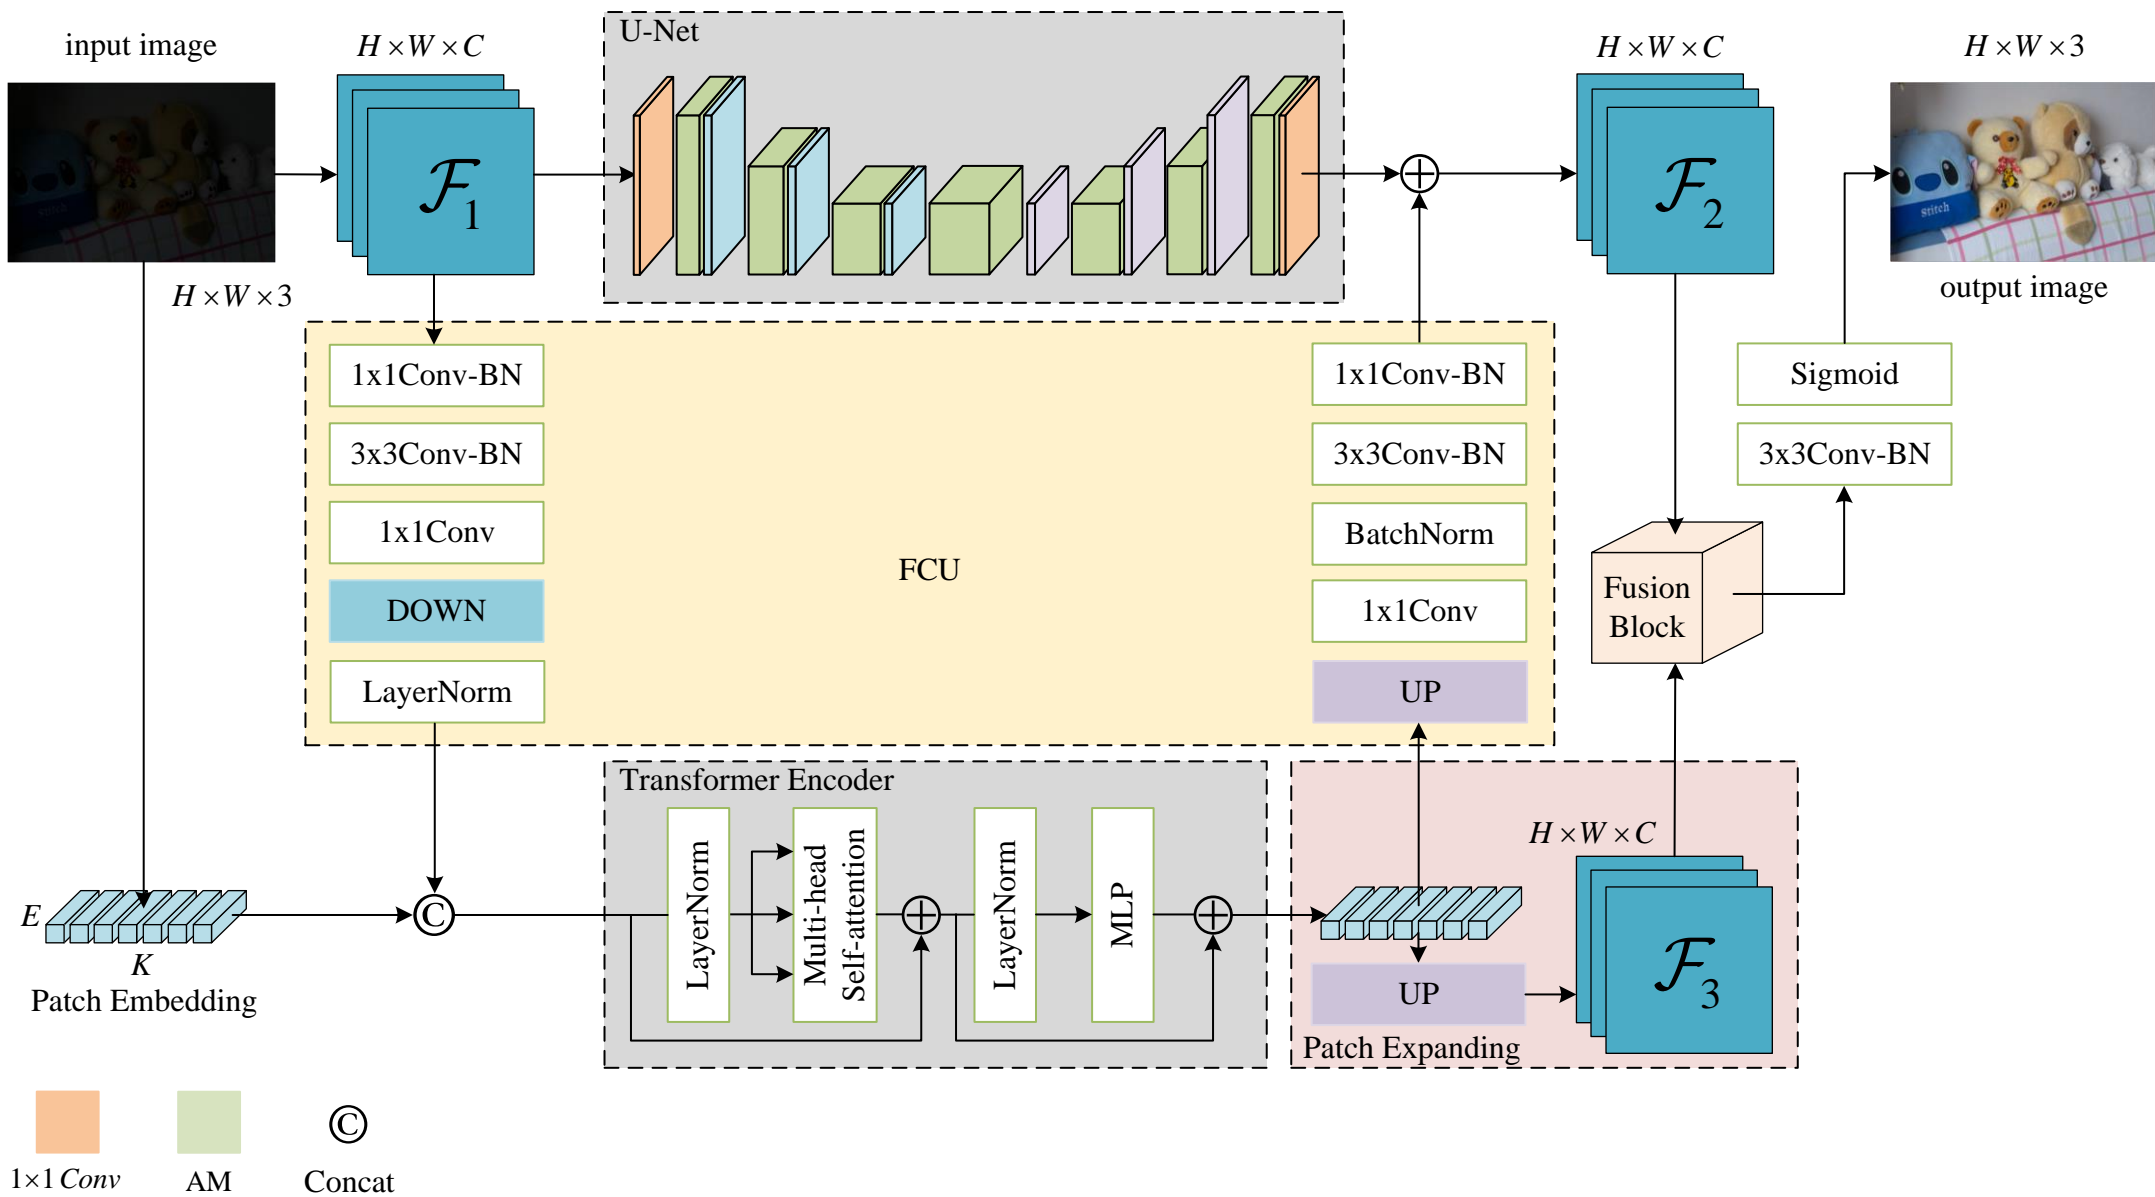 input image
H×W×C
U-Net
H×W×C
H×W×3
stitch
F1
F2
stitch
H×W×3
output image
1x1Conv-BN
3x3Conv-BN
1x1Conv
DOWN
LayerNorm
FCU
1x1Conv-BN
3x3Conv-BN
BatchNorm
1x1Conv
UP
Sigmoid
3x3Conv-BN
Fusion
Block
Transformer Encoder
LayerNorm
Multi-head
Self-attention
LayerNorm
MLP
H×W×C
E
K
Patch Embedding
C
UP
F3
Patch Expanding
1×1 Conv
AM
C
Concat